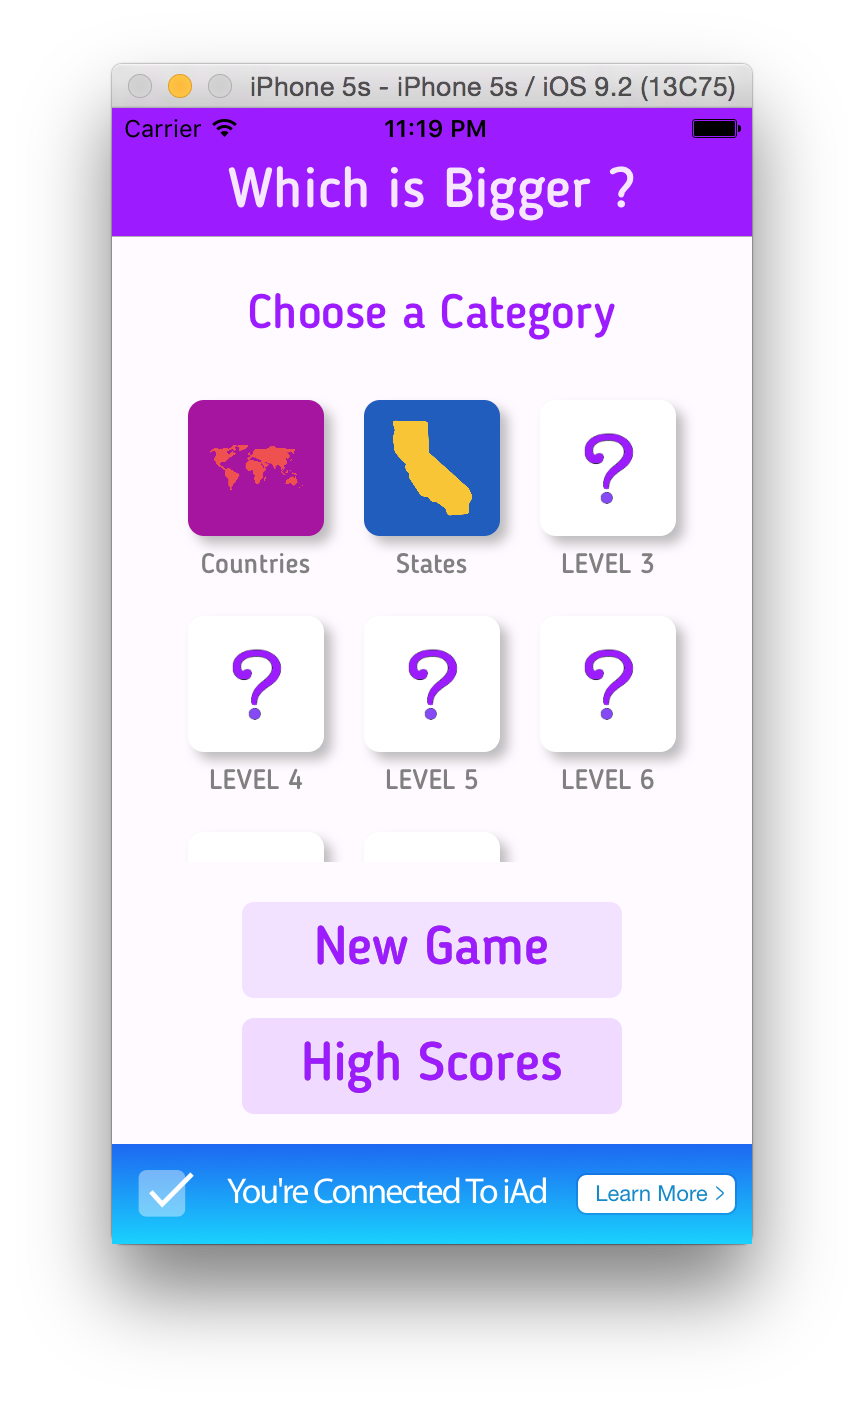 iPhone 5s - iPhone 5s / iOS 9.2 (13C75)
Carrier 11:19 PM
Which is Bigger ?
Choose a Category
? 
Countries States LEVEL 3
? ? ?
LEVEL 4 LEVEL 5 LEVEL 6
New Game
High Scores
You're Connected To iAd Learn More >